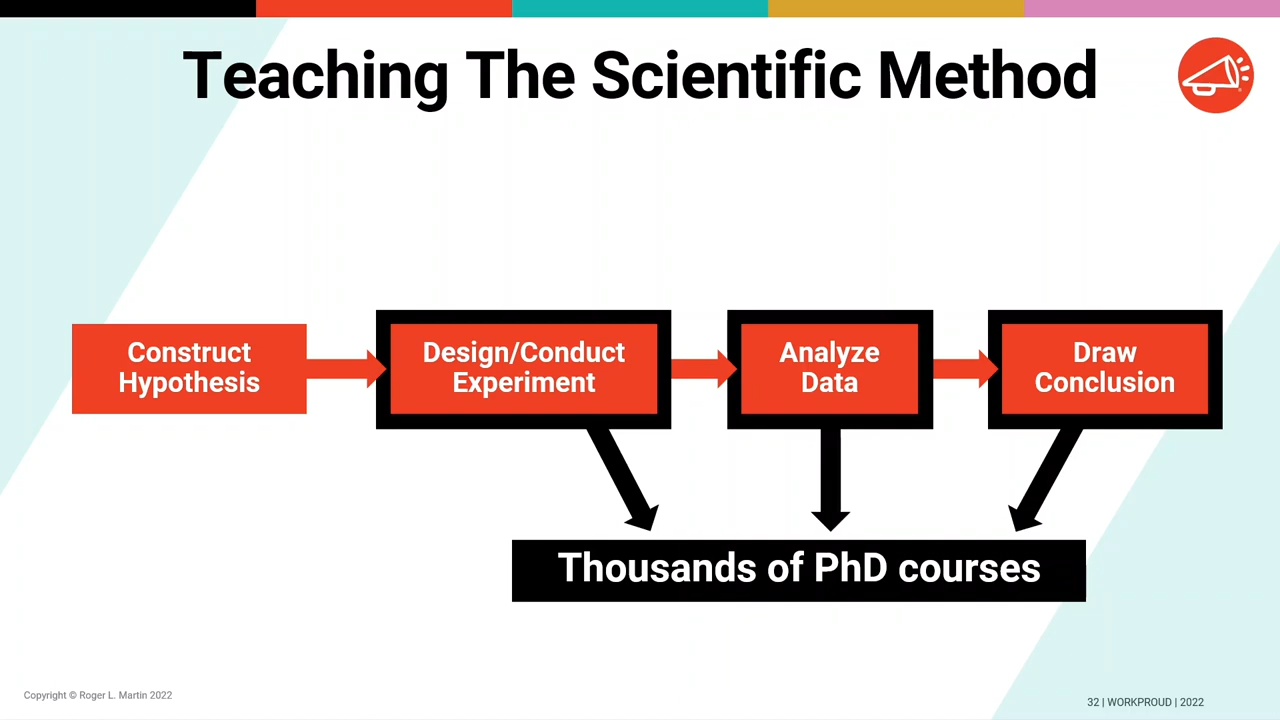 Teaching The Scientific Method
Construct
Hypothesis
Design/Conduct
Experiment
Analyze
Data
Draw
Conclusion
Thousands of PhD courses
Copyright © Roger L. Martin 2022
32 | WORKPROUD | 2022